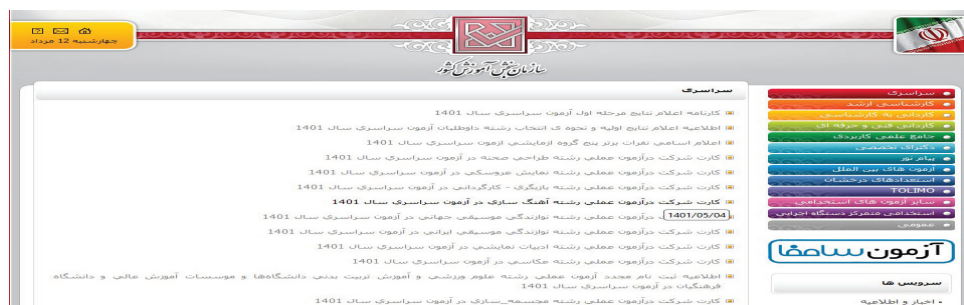 چهارشنبه 12 مرداد
سازمان سنجش آموزش کشور
سراسری
کارنامه اعلام نتایج مرحله اول آزمون سراسری سال 1401
اطلاعیه اعلام نتایج اولیه و نحوه ی انتخاب رشته داوطلبان آزمون سراسری سال 1401
اعلام اسامی نفرات برتر پنج گروه آزمایشی آزمون سراسری سال 1401
کارت شرکت درآزمون عملی رشته طراحی صحنه در آزمون سراسری سال 1401
کارت شرکت درآزمون عملی رشته نمایش عروسکی در آزمون سراسری سال 1401
کارت شرکت درآزمون عملی رشته بازیگری - کارگردانی در آزمون سراسری سال 1401
کارت شرکت درآزمون عملی رشته آهنگ سازی در آزمون سراسری سال 1401
درآزمون عملی رشته نوازندگی موسیقی جهانی در آزمون سراسری سال 1401
1401/05/04
کارت شرکت درآزمون عملی رشته نوازندگی موسیقی ایرانی در آزمون سراسری سال 1401
کارت شرکت درآزمون عملی رشته ادبیات نمایشی در آزمون سراسری سال 1401
کارت شرکت درآزمون عملی رشته عکاسی در آزمون سراسری سال 1401
اطلاعیه ثبت نام مجدد آزمون عملی رشته علوم ورزشی و آموزش تربیت بدنی دانشگاهها و موسسات آموزش عالی و دانشگاه
فرهنگیان در آزمون سراسری سال 1401
کارت شرکت درآزمون عملی رشته مجسمه_سازی در آزمون سراسری سال 1401
سراسری
کارشناسی ارشد
کاردانی به کارشناسی
کاردانی فنی و حرفه ای
جامع علمی کاربردی
دکترای تخصصی
پیام نور
آزمون های بین الملل
استعدادهای درخشان
TOLIMO
سایر آزمون های استخدامی
استخدامی متمرکز دستگاه اجرایی
عمومی
آزمون سامفا
سرویس ها
اخبار و اطلاعیه